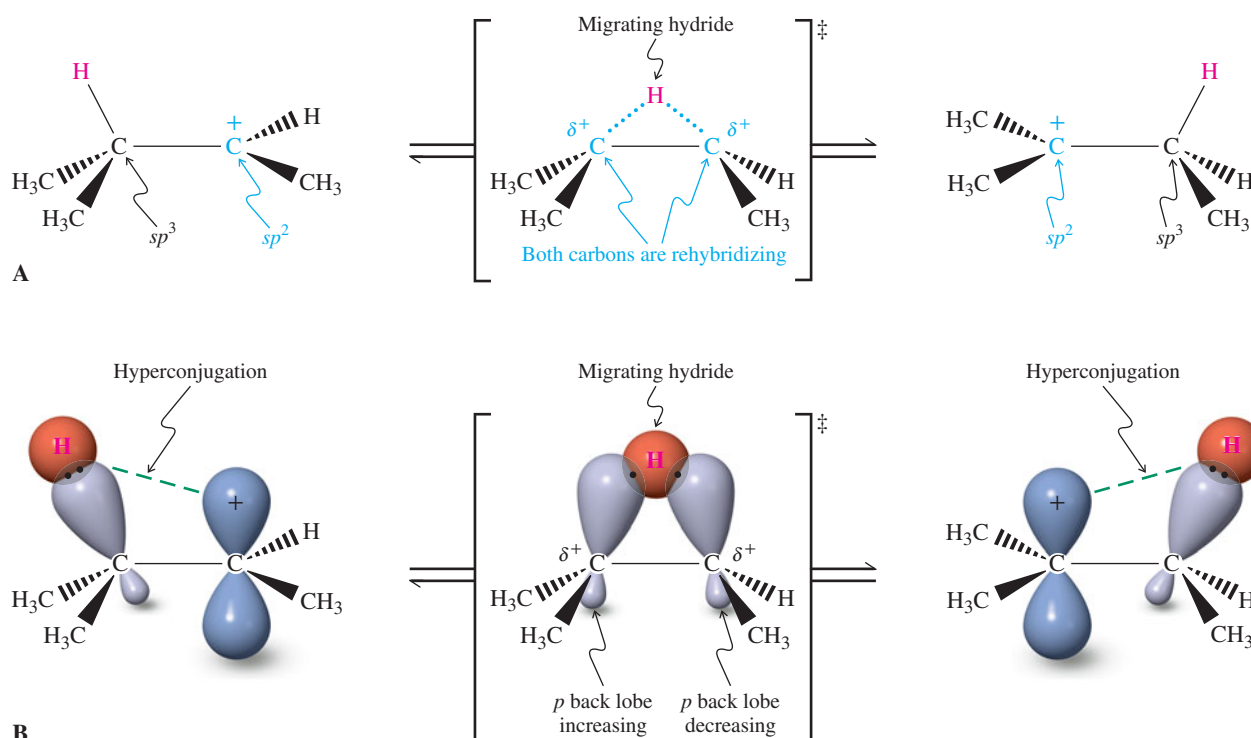 Migrating hydride
‡
H
H
H
C
C
+
H
CH₃
H₃C
H₃C
sp³
sp²
δ⁺
δ⁺
C
C
H₃C
H₃C
H
CH₃
Both carbons are rehybridizing
H₃C
+
C
C
H₃C
H
CH₃
sp²
sp³
A
Hyperconjugation
Migrating hydride
Hyperconjugation
‡
H
H
H
+
+
H
C
C
H₃C
H₃C
CH₃
δ⁺
δ⁺
C
C
H₃C
H₃C
H
CH₃
H₃C
C
C
H₃C
H
CH₃
p back lobe
increasing
p back lobe
decreasing
B